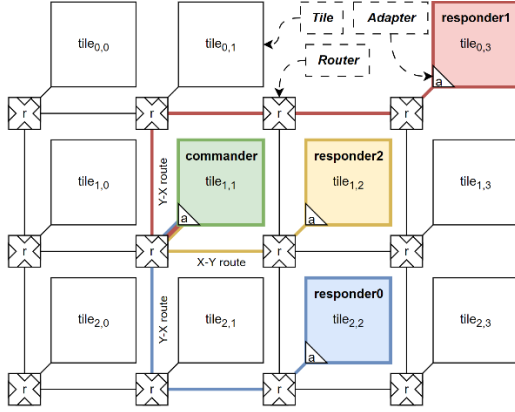 Tile
Adapter
responder1
tile0,0
tile0,1
tile0,3
Router
a
r
r
r
r
Y-X route
commander
responder2
tile1,0
tile1,1
tile1,2
tile1,3
a
a
r
r
r
r
X-Y route
Y-X route
responder0
tile2,0
tile2,1
tile2,2
tile2,3
a
r
r
r
r